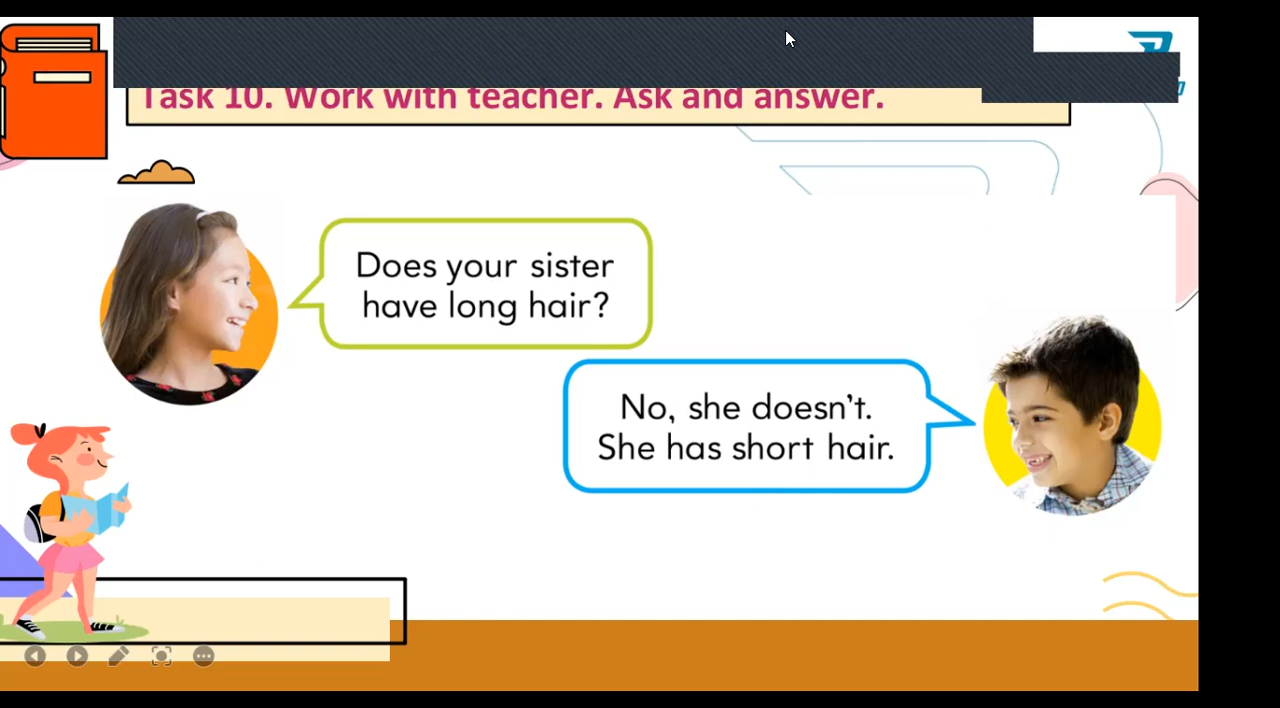 Task 10. Work with teacher. Ask and answer.
Does your sister
have long hair?
No, she doesn't.
She has short hair.